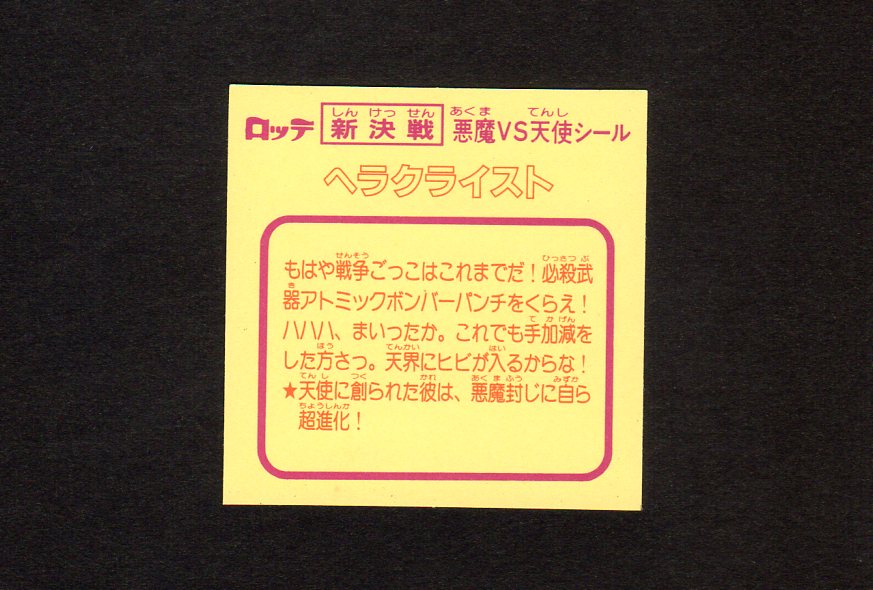 ロッテ 新決戦 悪魔VS天使シール
ヘラクライスト
もはや戦争ごっこはこれまでだ！必殺武
器アトミックボンバーパンチをくらえ！
ハハハ、まいったか。これでも手加減を
した方さっ。天界にヒビが入るからな！
★天使に創られた彼は、悪魔封じに自ら
超進化！